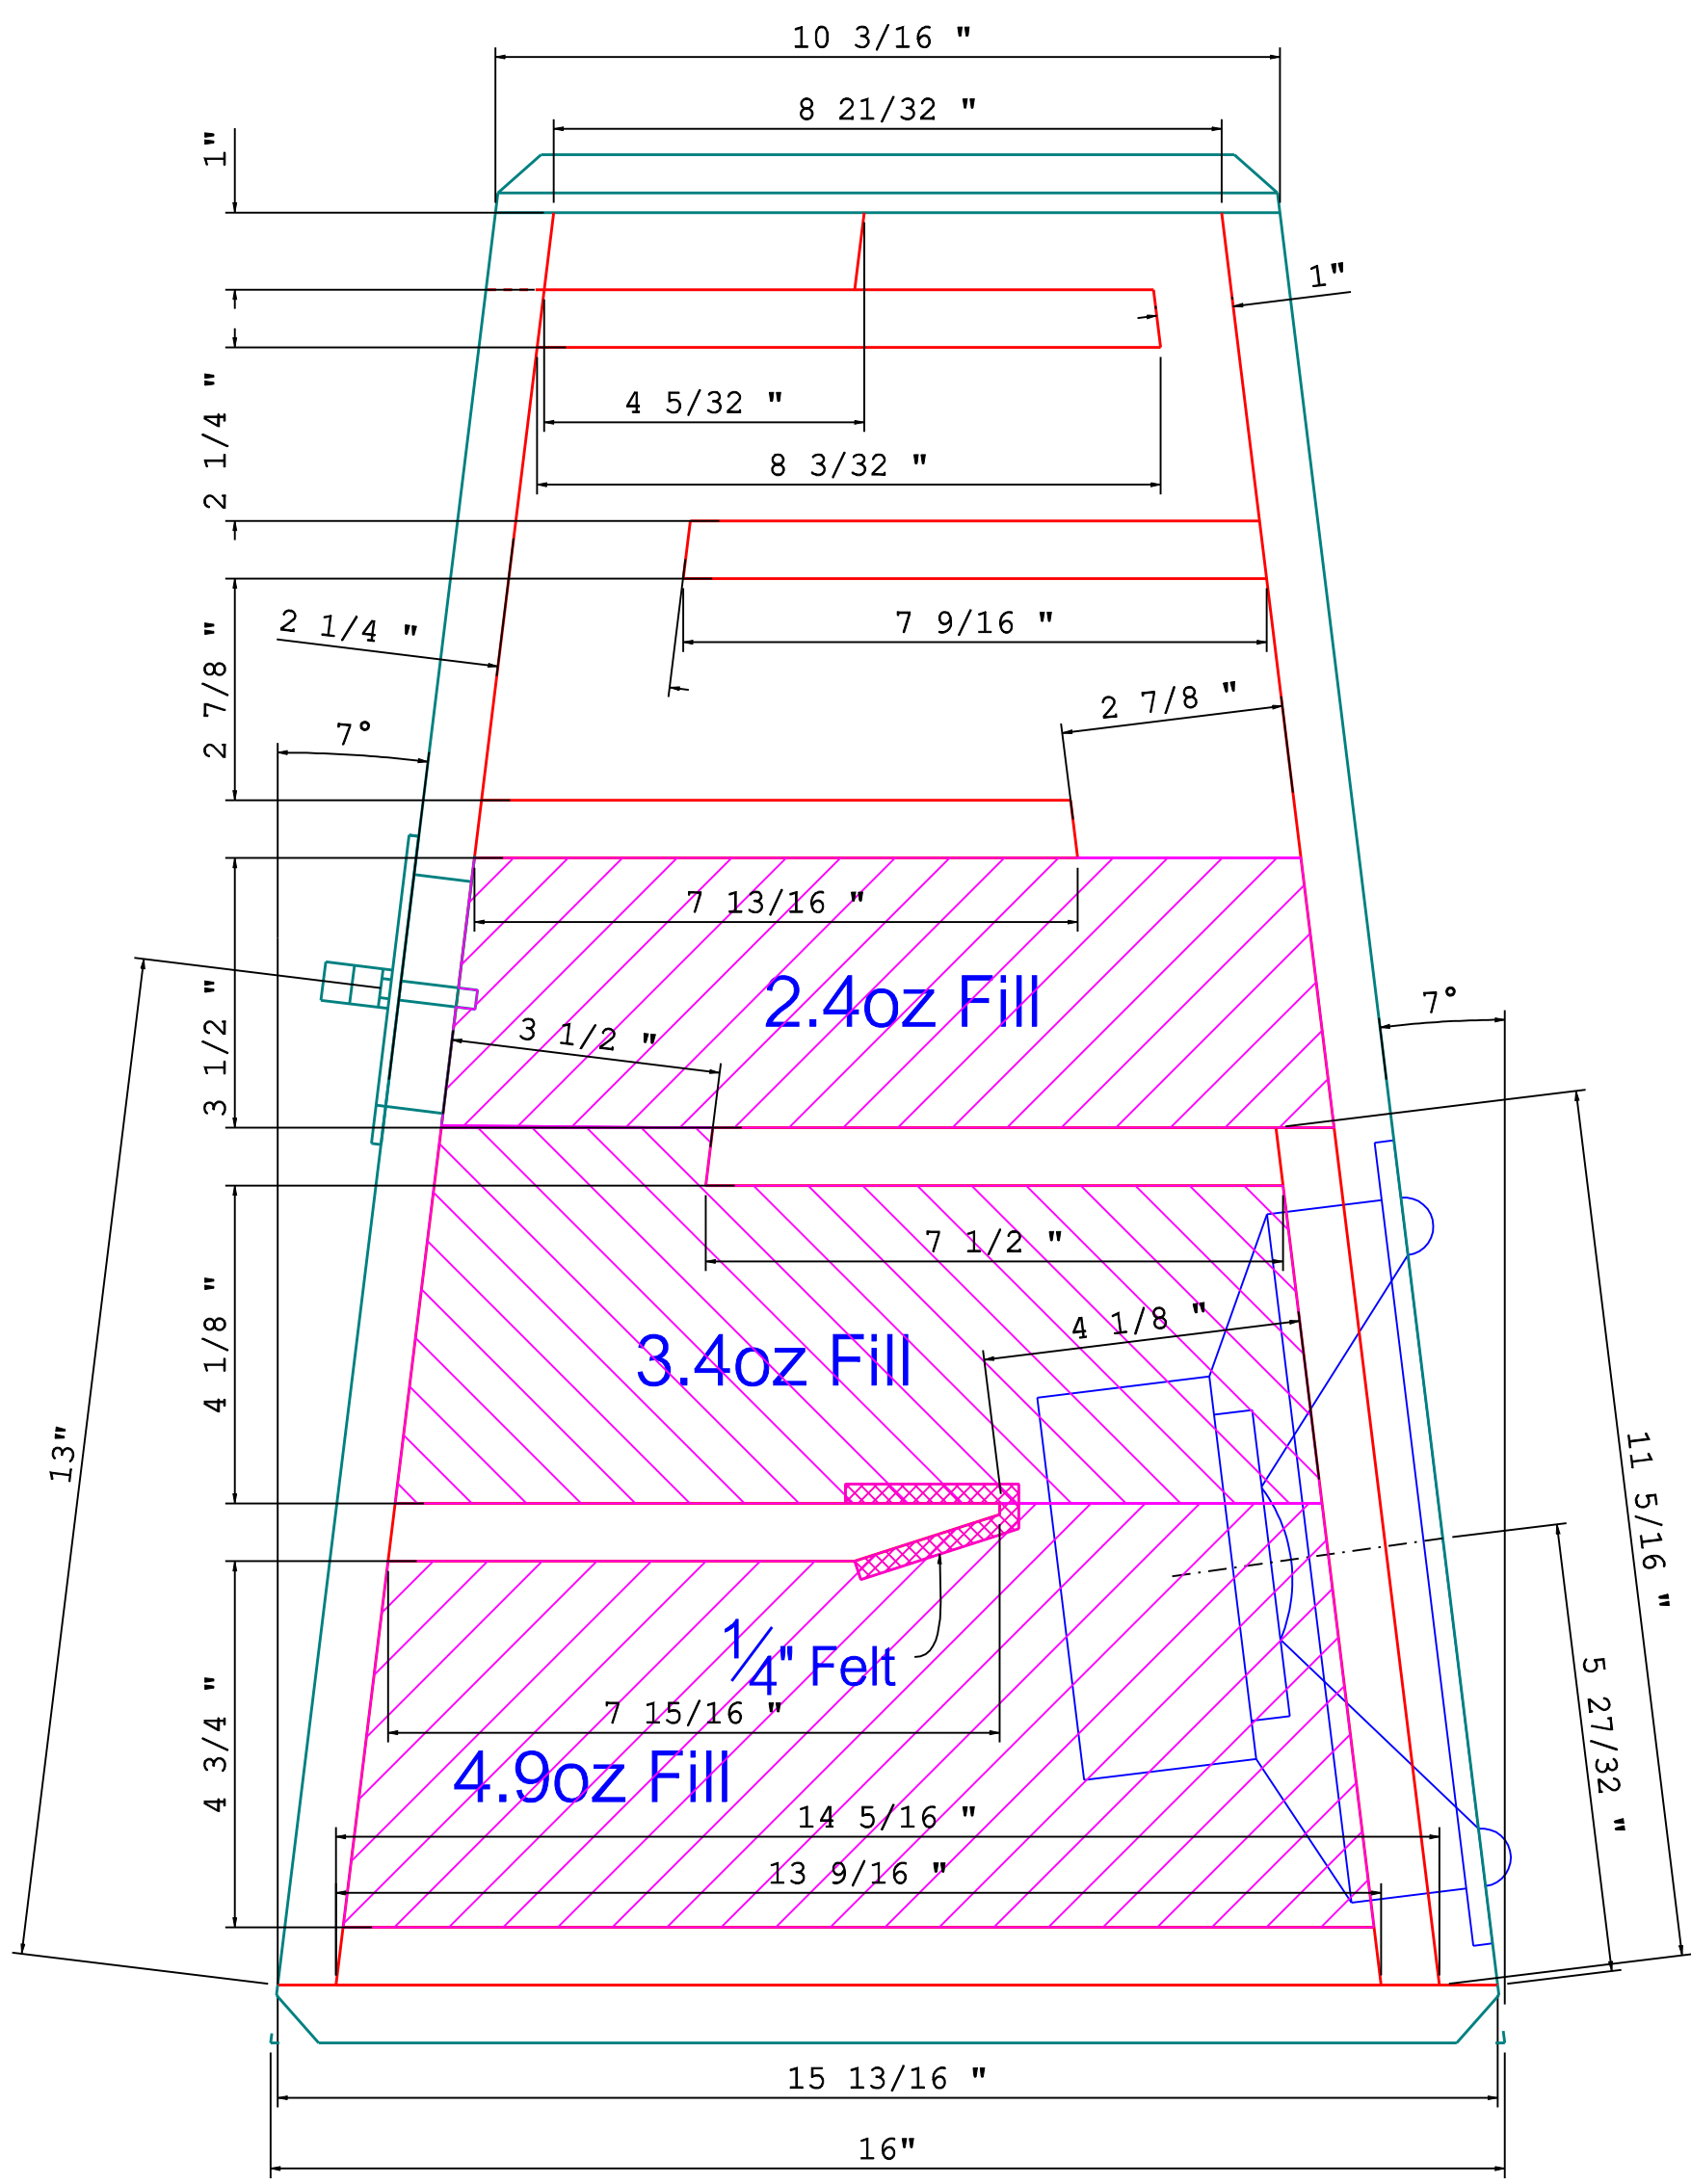 10 3/16 "
8 21/32 "
1"
1"
4 5/32 "
2 1/4 "
8 3/32 "
7 9/16 "
2 1/4 "
2 7/8 "
2 7/8 "
7°
7 13/16 "
2.4oz Fill
7°
3 1/2 "
3 1/2 "
7 1/2 "
4 1/8 "
3.4oz Fill
4 1/8 "
13"
11 5/16 "
1/4" Felt
5 27/32 "
7 15/16 "
4 3/4 "
4.9oz Fill
14 5/16 "
13 9/16 "
15 13/16 "
16"